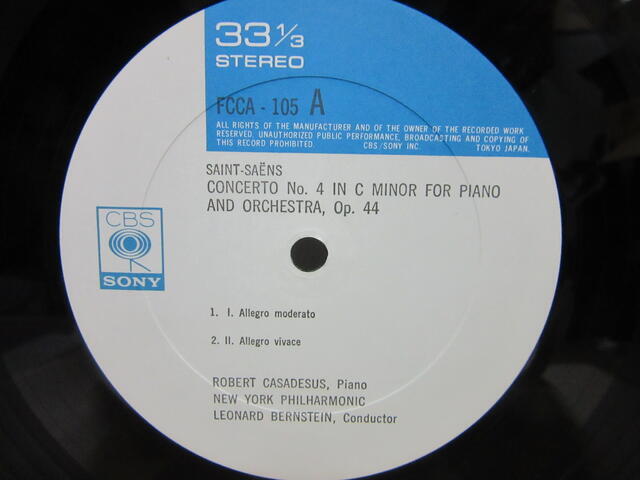 33 1/3
STEREO
FCCA - 105 A
ALL RIGHTS OF THE MANUFACTURER AND OF THE OWNER OF THE RECORDED WORK
RESERVED. UNAUTHORIZED PUBLIC PERFORMANCE, BROADCASTING AND COPYING OF
THIS RECORD PROHIBITED. CBS/SONY INC. TOKYO JAPAN.
SAINT-SAËNS
CONCERTO No. 4 IN C MINOR FOR PIANO
AND ORCHESTRA, Op. 44
CBS
SONY
1. I. Allegro moderato
2. II. Allegro vivace
ROBERT CASADESUS, Piano
NEW YORK PHILHARMONIC
LEONARD BERNSTEIN, Conductor